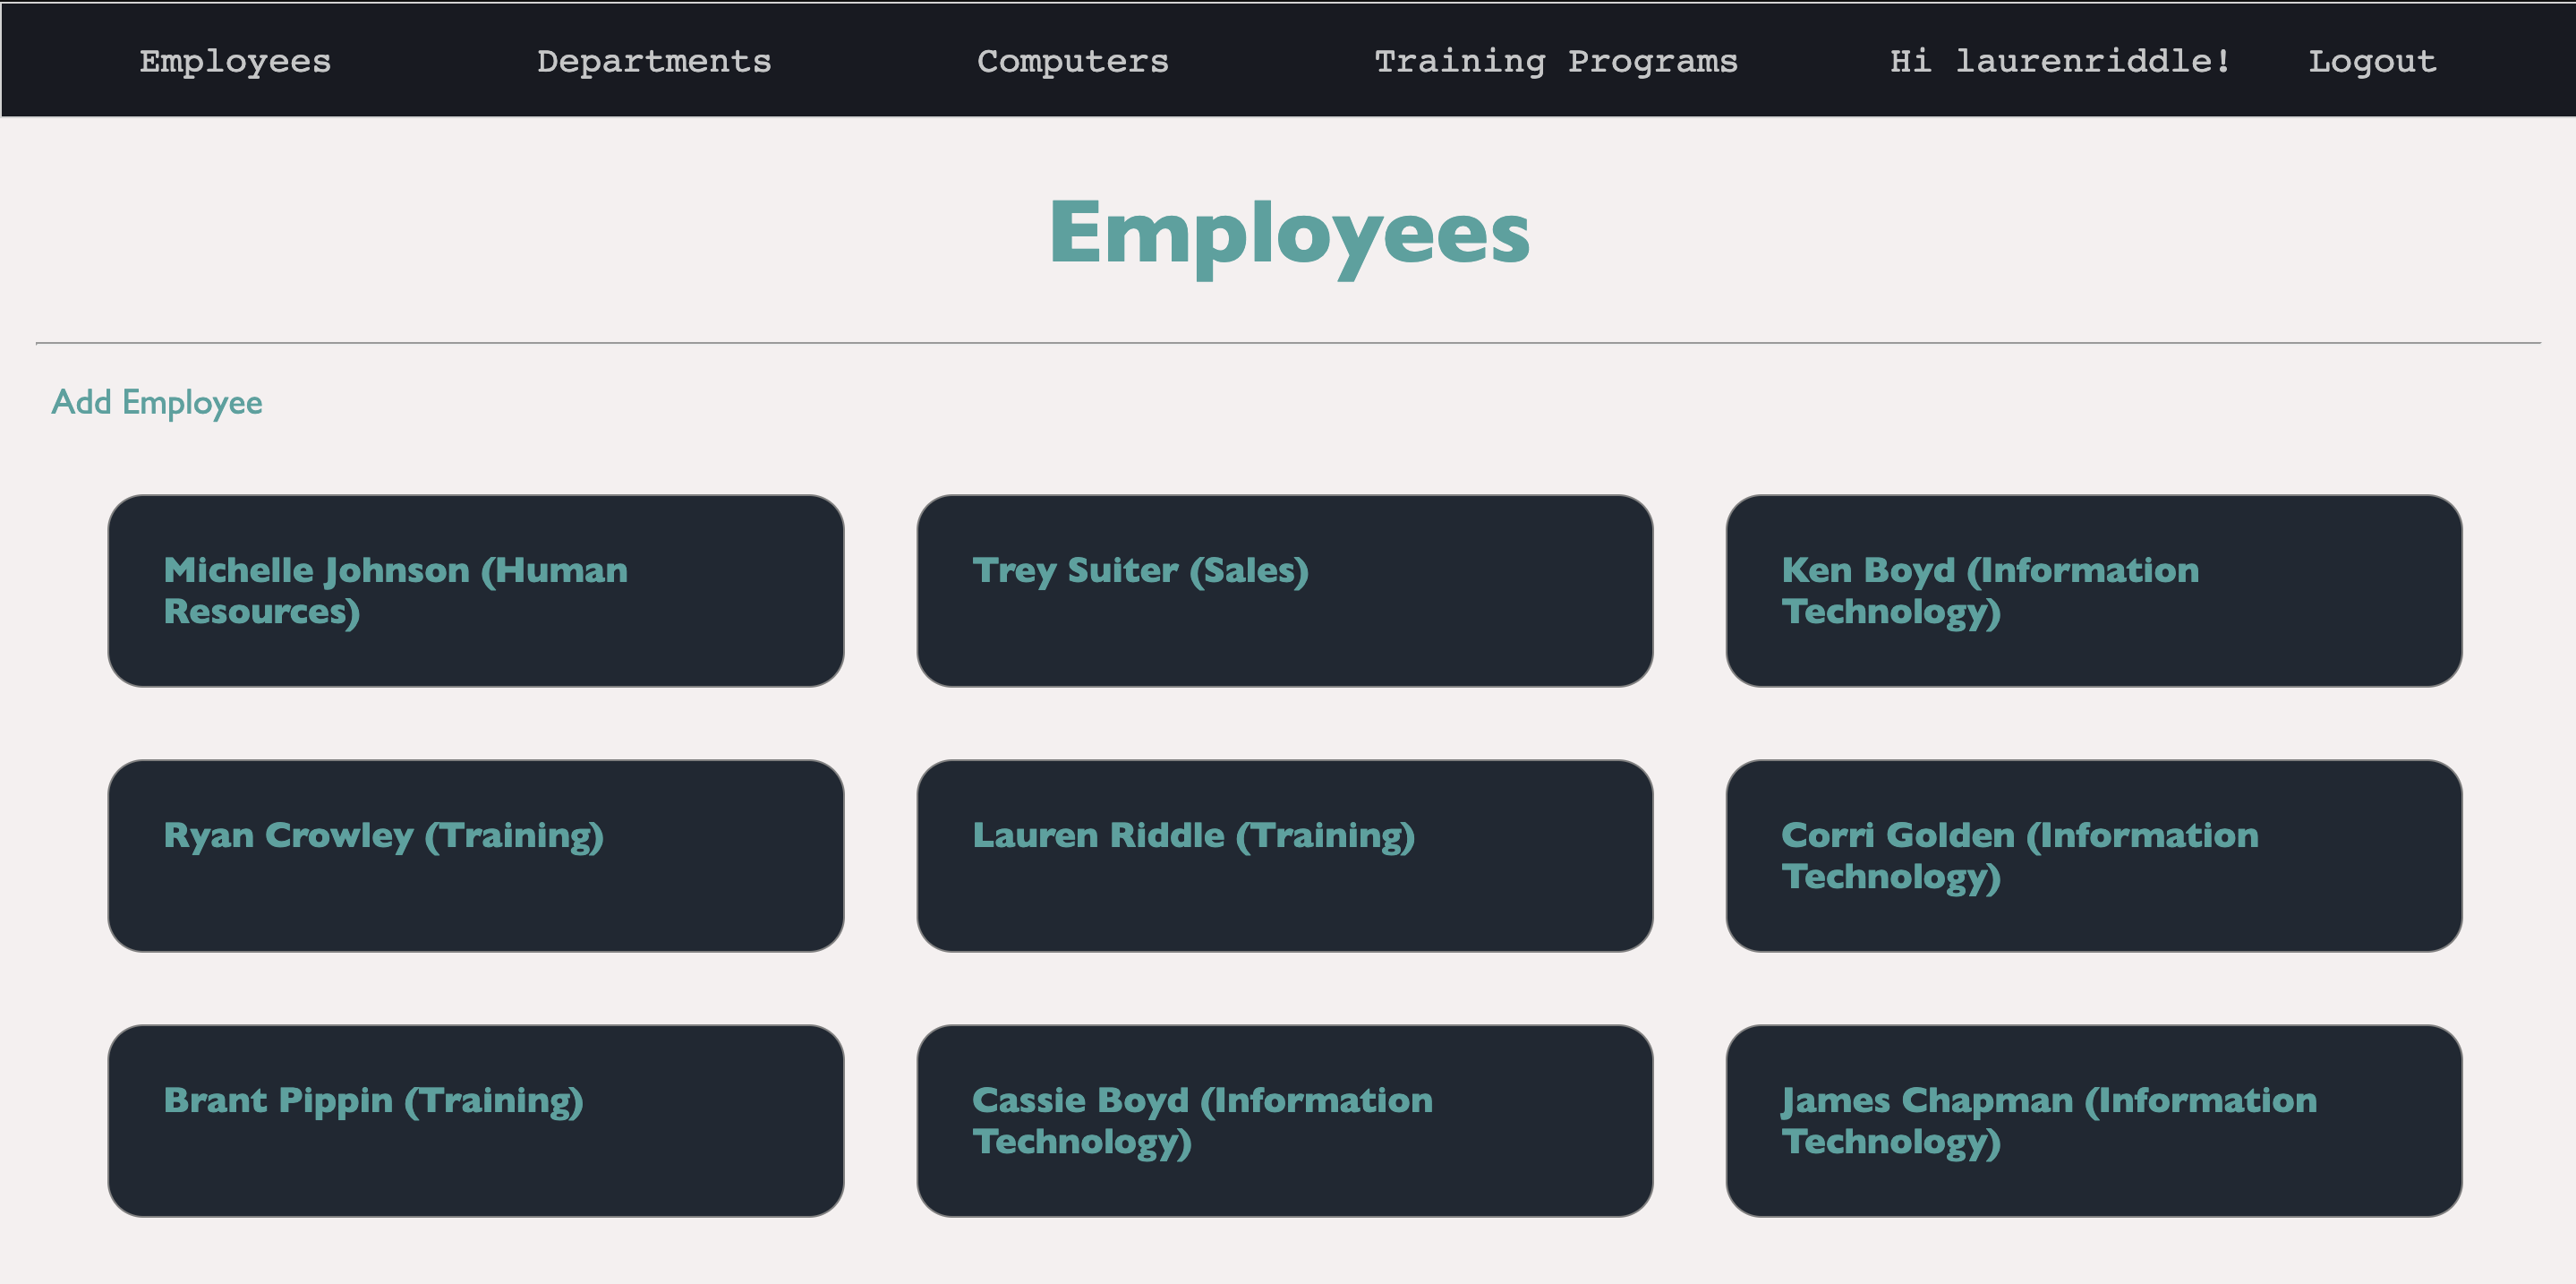 Employees Departments Computers Training Programs Hi laurenriddle! Logout
Employees
Add Employee
Michelle Johnson (Human
Resources)
Trey Suiter (Sales)
Ken Boyd (Information
Technology)
Ryan Crowley (Training)
Lauren Riddle (Training)
Corri Golden (Information
Technology)
Brant Pippin (Training)
Cassie Boyd (Information
Technology)
James Chapman (Information
Technology)